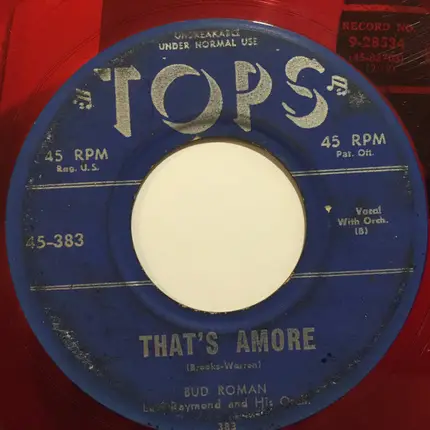 UNBREAKABLE
UNDER NORMAL USE
RECORD NO.
9-28534
TOPS
45 RPM
Reg. U.S.
45 RPM
Pat. Off.
Vocal
With Orch.
(B)
45-383
THAT'S AMORE
(Brooks-Warren)
BUD ROMAN
Raymond and His Orch.
383